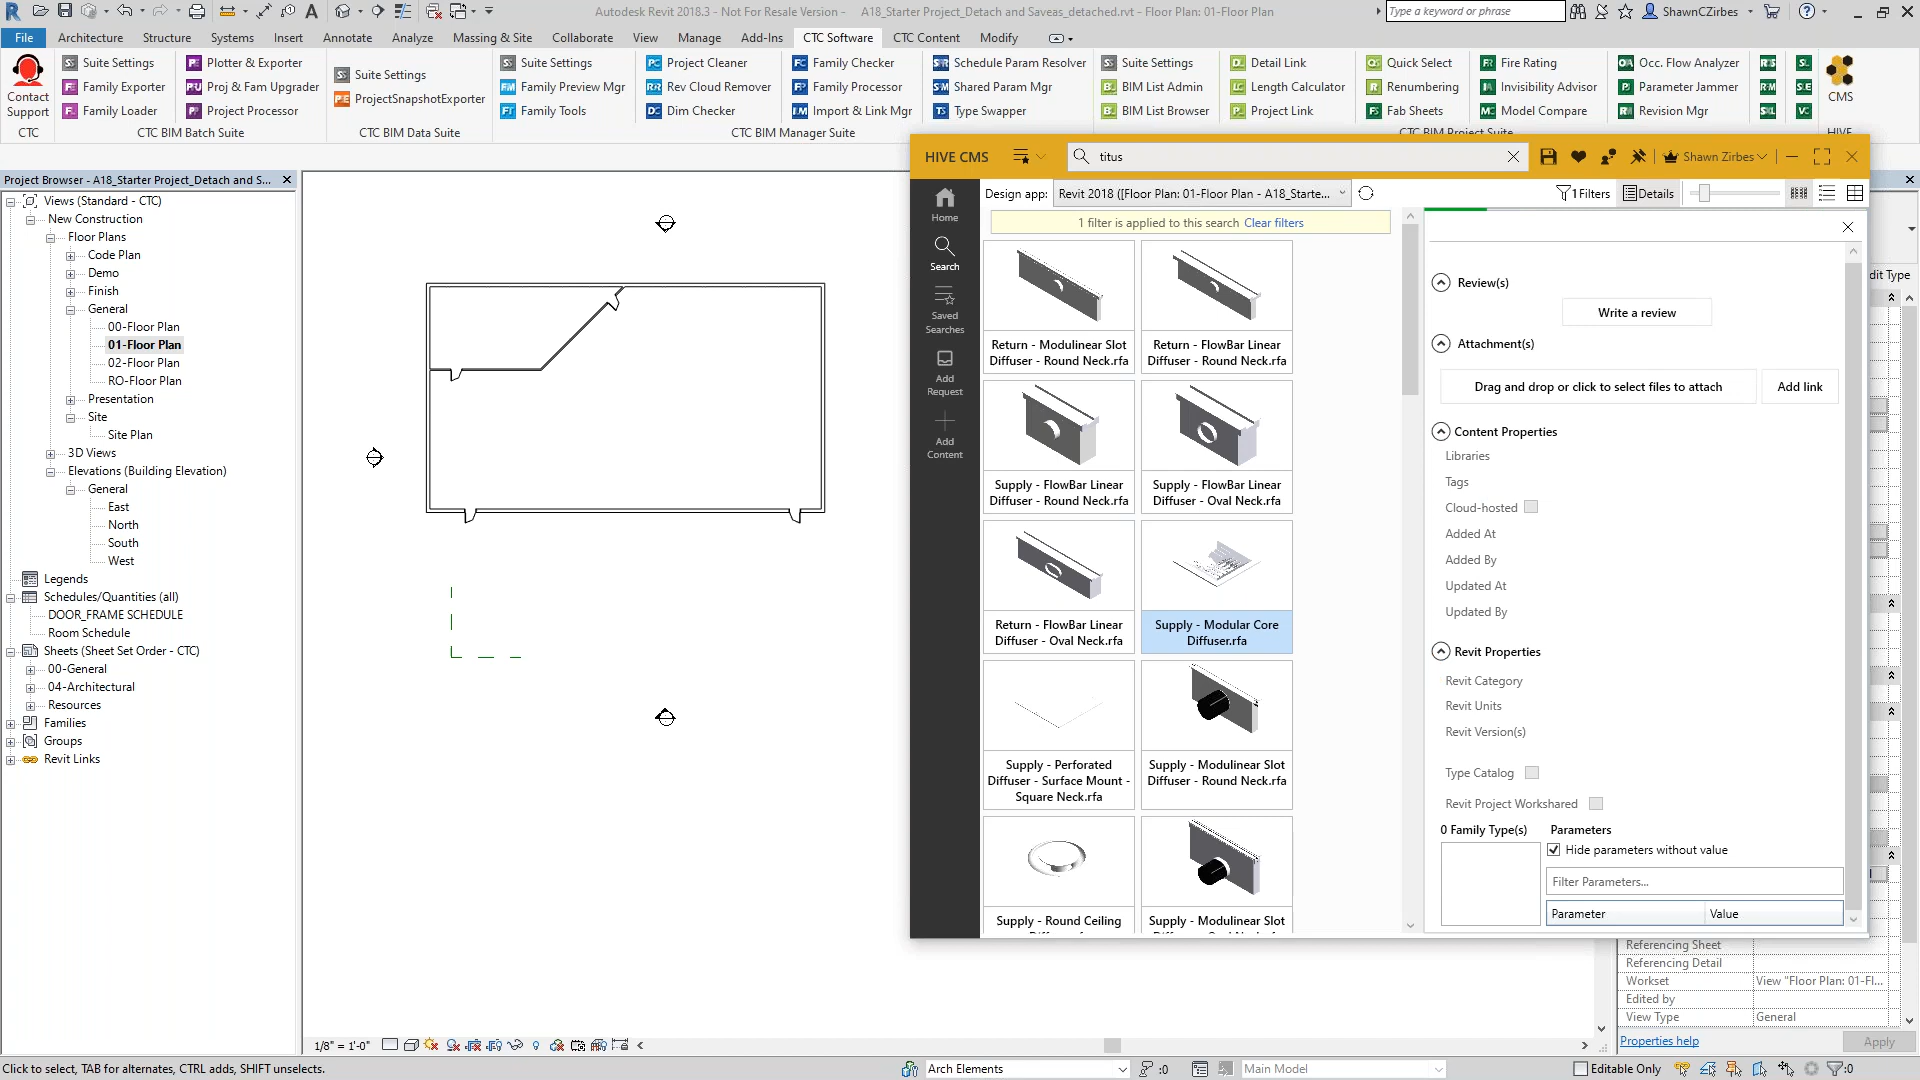 Autodesk Revit 2018.3 - Not For Resale Version - A18_Starter Project_Detach and Saveas_detached.rvt - Floor Plan: 01-Floor Plan
Type a keyword or phrase
ShawnCZirbes
File Architecture Structure Systems Insert Annotate Analyze Massing & Site Collaborate View Manage Add-Ins CTC Software CTC Content Modify
Contact Support
CTC
Suite Settings
Family Exporter
Family Loader
Plotter & Exporter
Proj & Fam Upgrader
Project Processor
CTC BIM Batch Suite
Suite Settings
ProjectSnapshotExporter
CTC BIM Data Suite
Suite Settings
Family Preview Mgr
Family Tools
Project Cleaner
Rev Cloud Remover
Dim Checker
Family Checker
Family Processor
Import & Link Mgr
Schedule Param Resolver
Shared Param Mgr
Type Swapper
CTC BIM Manager Suite
Suite Settings
BIM List Admin
BIM List Browser
Detail Link
Length Calculator
Project Link
Quick Select
Renumbering
Fab Sheets
Fire Rating
Invisibility Advisor
Model Compare
Occ. Flow Analyzer
Parameter Jammer
Revision Mgr
CTC BIM Project Suite
CMS
HIVE
Project Browser - A18_Starter Project_Detach and S...
Views (Standard - CTC)
New Construction
Floor Plans
Code Plan
Demo
Finish
General
00-Floor Plan
01-Floor Plan
02-Floor Plan
RO-Floor Plan
Presentation
Site
Site Plan
3D Views
Elevations (Building Elevation)
General
East
North
South
West
Legends
Schedules/Quantities (all)
DOOR_FRAME SCHEDULE
Room Schedule
Sheets (Sheet Set Order - CTC)
00-General
04-Architectural
Resources
Families
Groups
Revit Links
HIVE CMS
titus
Shawn Zirbes
Home
Search
Saved Searches
Add Request
Add Content
Design app: Revit 2018 ([Floor Plan: 01-Floor Plan - A18_Starte...
1 Filters
Details
1 filter is applied to this search Clear filters
Return - Modulinear Slot Diffuser - Round Neck.rfa
Return - FlowBar Linear Diffuser - Round Neck.rfa
Supply - FlowBar Linear Diffuser - Round Neck.rfa
Supply - FlowBar Linear Diffuser - Oval Neck.rfa
Return - FlowBar Linear Diffuser - Oval Neck.rfa
Supply - Modular Core Diffuser.rfa
Supply - Perforated Diffuser - Surface Mount - Square Neck.rfa
Supply - Modulinear Slot Diffuser - Round Neck.rfa
Supply - Round Ceiling
Supply - Modulinear Slot
Review(s)
Write a review
Attachment(s)
Drag and drop or click to select files to attach
Add link
Content Properties
Libraries
Tags
Cloud-hosted
Added At
Added By
Updated At
Updated By
Revit Properties
Revit Category
Revit Units
Revit Version(s)
Type Catalog
Revit Project Workshared
0 Family Type(s)
Parameters
Hide parameters without value
Filter Parameters...
Parameter Value
dit Type
Referencing Sheet
Referencing Detail
Workset View "Floor Plan: 01-Fl...
Edited by
View Type General
Properties help
Apply
1/8" = 1'-0"
Click to select, TAB for alternates, CTRL adds, SHIFT unselects.
Arch Elements
:0
Main Model
Editable Only
:0